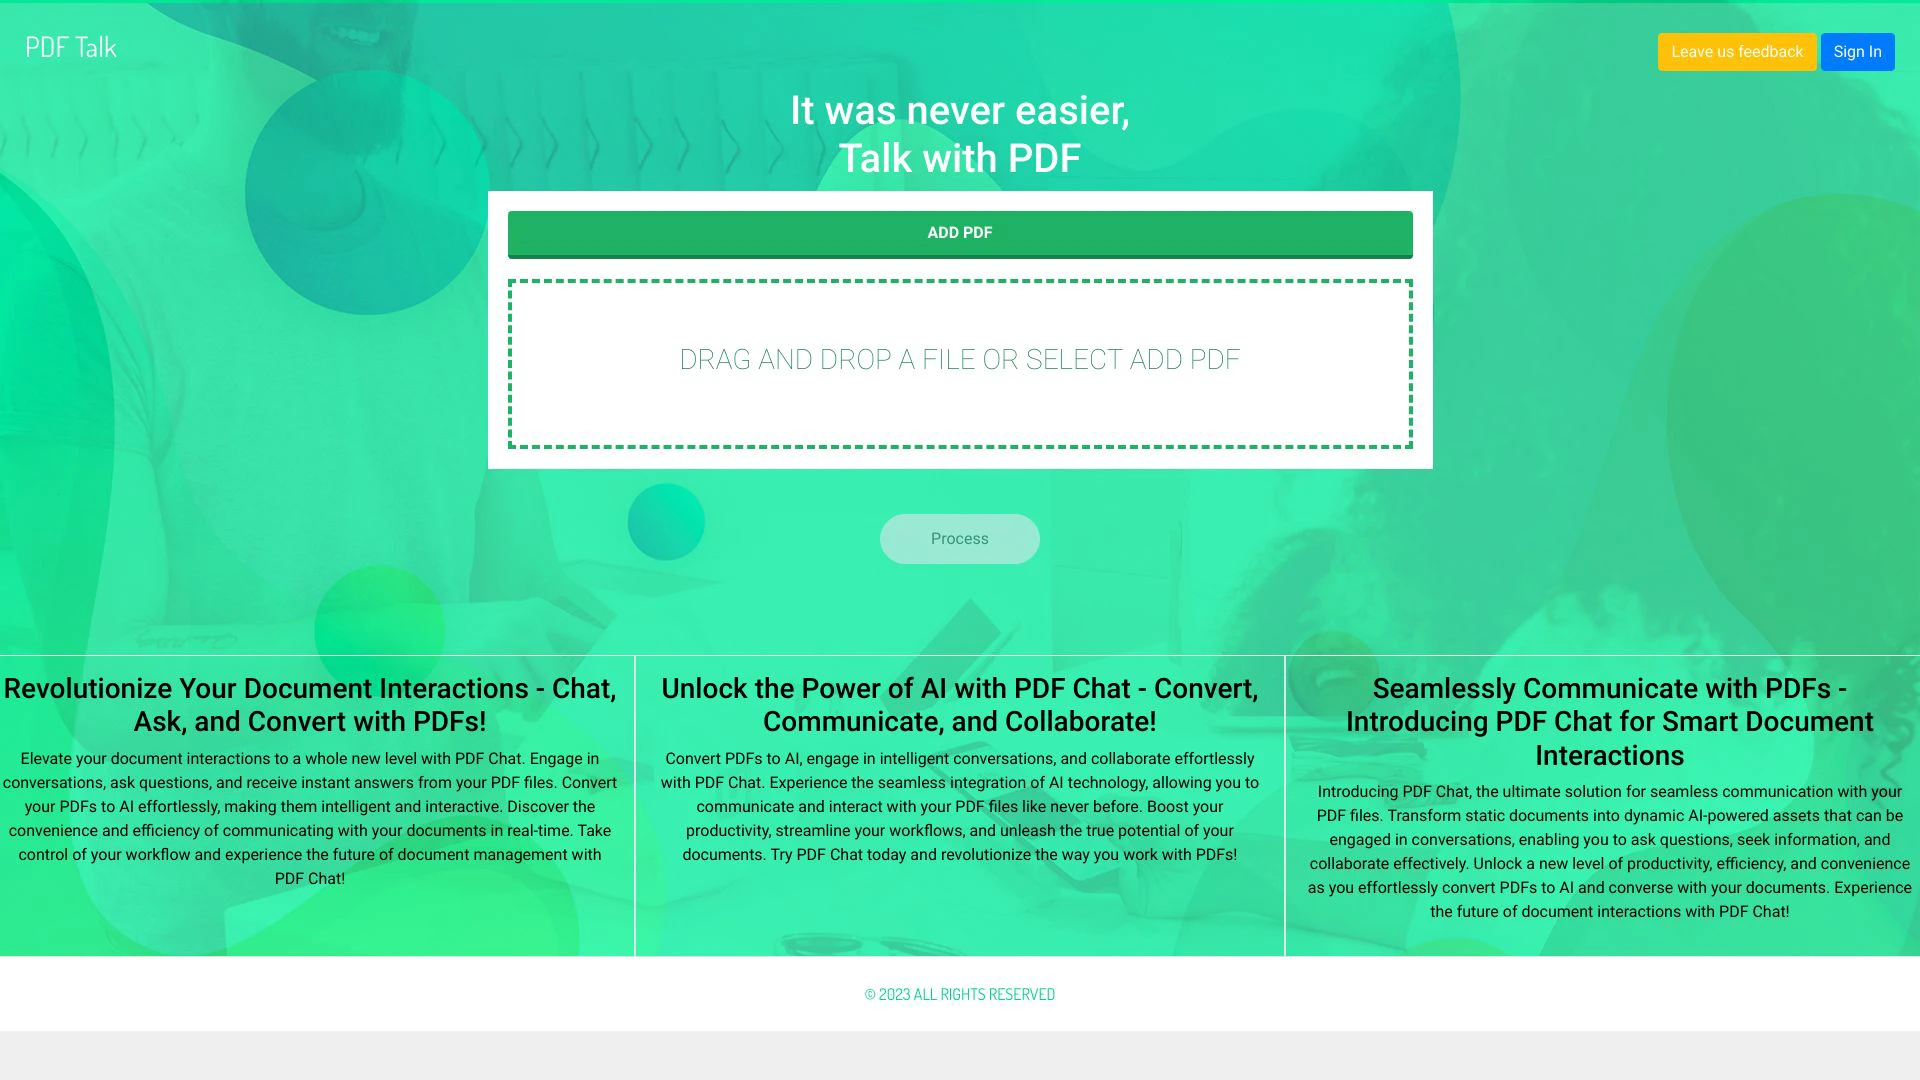 PDF Talk
Leave us feedback
Sign In
It was never easier,
Talk with PDF
ADD PDF
DRAG AND DROP A FILE OR SELECT ADD PDF
Process
Revolutionize Your Document Interactions - Chat,
Ask, and Convert with PDFs!
Elevate your document interactions to a whole new level with PDF Chat. Engage in
conversations, ask questions, and receive instant answers from your PDF files. Convert
your PDFs to AI effortlessly, making them intelligent and interactive. Discover the
convenience and efficiency of communicating with your documents in real-time. Take
control of your workflow and experience the future of document management with
PDF Chat!
Unlock the Power of AI with PDF Chat - Convert,
Communicate, and Collaborate!
Convert PDFs to AI, engage in intelligent conversations, and collaborate effortlessly
with PDF Chat. Experience the seamless integration of AI technology, allowing you to
communicate and interact with your PDF files like never before. Boost your
productivity, streamline your workflows, and unleash the true potential of your
documents. Try PDF Chat today and revolutionize the way you work with PDFs!
Seamlessly Communicate with PDFs -
Introducing PDF Chat for Smart Document
Interactions
Introducing PDF Chat, the ultimate solution for seamless communication with your
PDF files. Transform static documents into dynamic AI-powered assets that can be
engaged in conversations, enabling you to ask questions, seek information, and
collaborate effectively. Unlock a new level of productivity, efficiency, and convenience
as you effortlessly convert PDFs to AI and converse with your documents. Experience
the future of document interactions with PDF Chat!
© 2023 ALL RIGHTS RESERVED